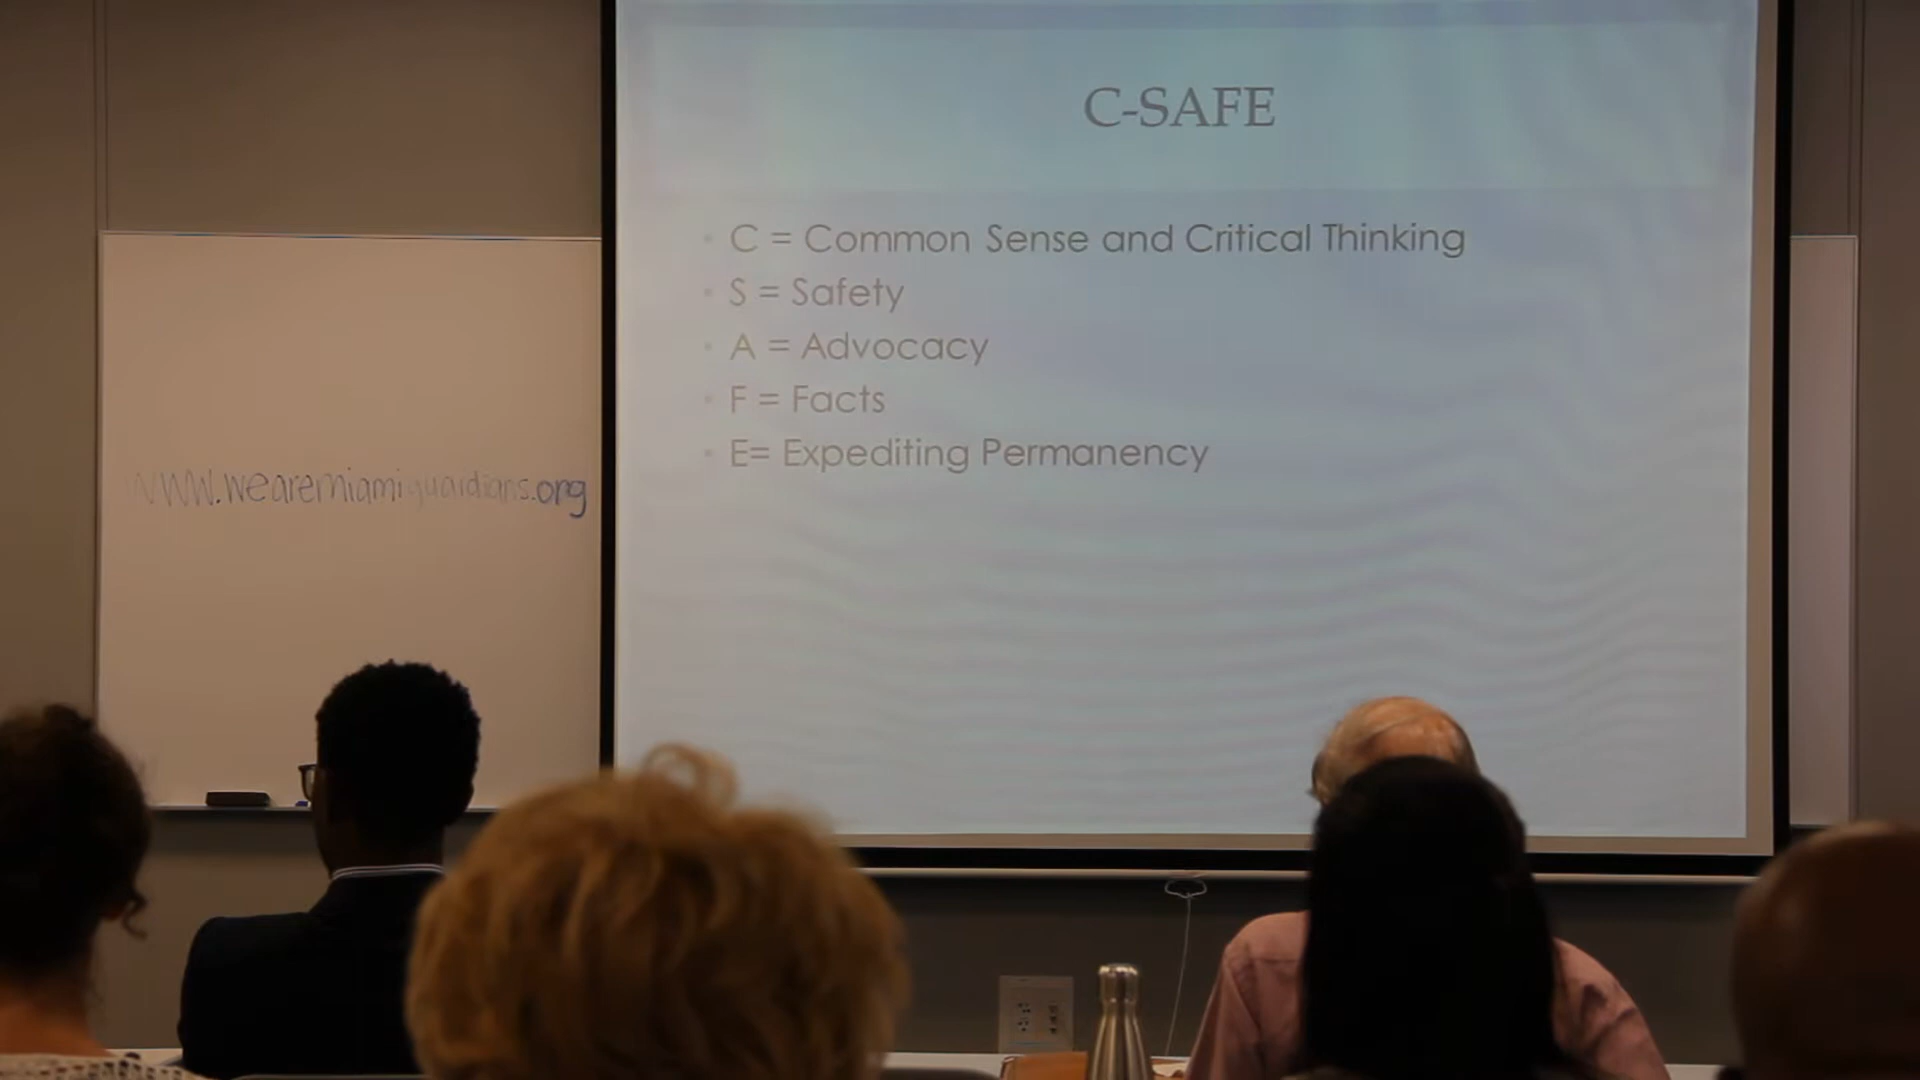 C-SAFE
C = Common Sense and Critical Thinking
S = Safety
A = Advocacy
F = Facts
E= Expediting Permanency
www.wearemiamiguardians.org